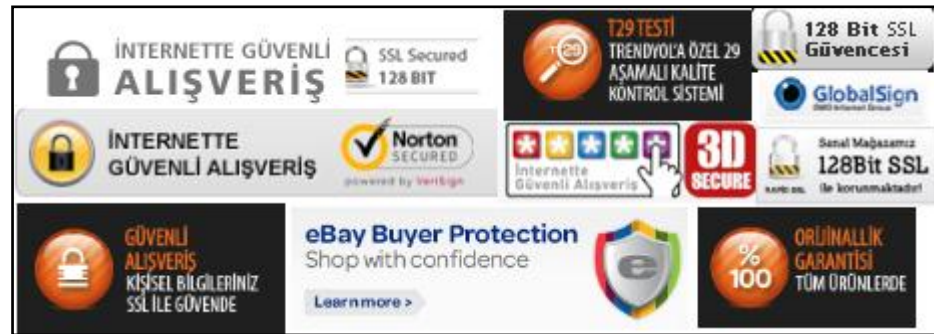 İNTERNETTE GÜVENLİ
ALIŞVERİŞ
SSL Secured
128 BIT
T29 TESTİ
TRENDYOL'A ÖZEL 29
AŞAMALI KALİTE
KONTROL SİSTEMİ
128 Bit SSL
Güvencesi
GlobalSign
İNTERNETTE
GÜVENLİ ALIŞVERİŞ
Norton
SECURED
powered by VeriSign
İnternette
Güvenli Alışveriş
3D
SECURE
Sanal Mağazamız
128Bit SSL
ile korunmaktadır!
RAPID SSL
GÜVENLİ
ALIŞVERİŞ
KİŞİSEL BİLGİLERİNİZ
SSL İLE GÜVENDE
eBay Buyer Protection
Shop with confidence
Learn more >
e
%
100
ORİJİNALLİK
GARANTİSİ
TÜM ÜRÜNLERDE